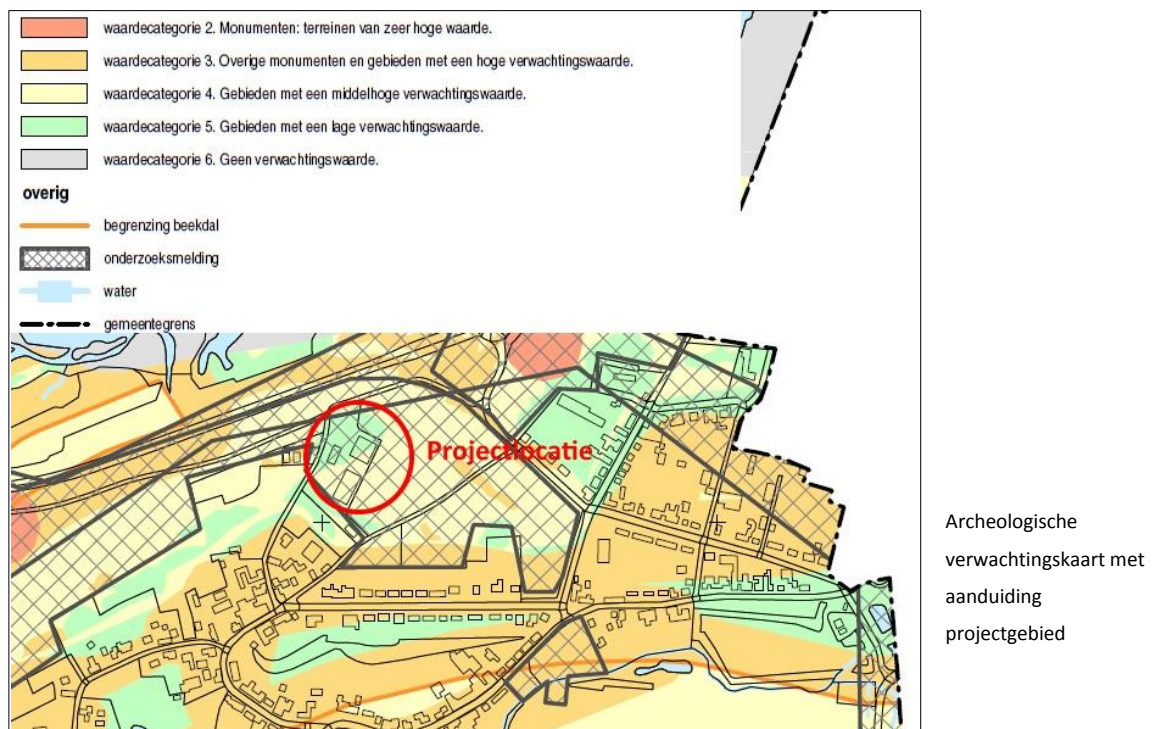 waardecategorie 2. Monumenten: terreinen van zeer hoge waarde.
waardecategorie 3. Overige monumenten en gebieden met een hoge verwachtingswaarde.
waardecategorie 4. Gebieden met een middelhoge verwachtingswaarde.
waardecategorie 5. Gebieden met een lage verwachtingswaarde.
waardecategorie 6. Geen verwachtingswaarde.
overig
begrenzing beekdal
onderzoeksmelding
water
gemeentegrens
Projectlocatie
Archeologische
verwachtingskaart met
aanduiding
projectgebied